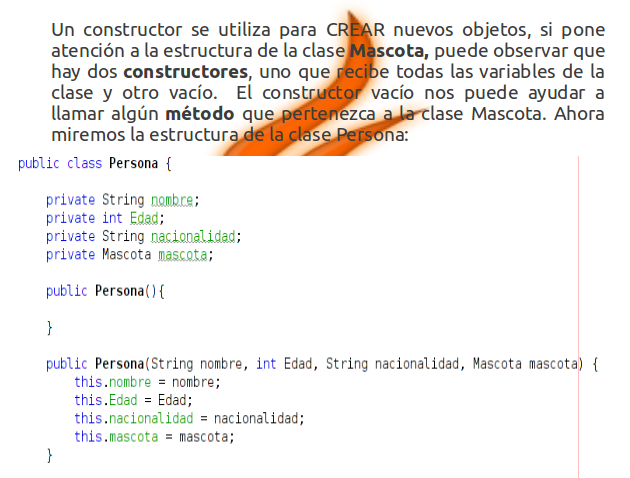 Un constructor se utiliza para CREAR nuevos objetos, si pone
atención a la estructura de la clase Mascota, puede observar que
hay dos constructores, uno que recibe todas las variables de la
clase y otro vacío. El constructor vacío nos puede ayudar a
llamar algún método que pertenezca a la clase Mascota. Ahora
miremos la estructura de la clase Persona:
public class Persona {
private String nombre;
private int Edad;
private String nacionalidad;
private Mascota mascota;
public Persona(){
}
public Persona(String nombre, int Edad, String nacionalidad, Mascota mascota) {
this.nombre = nombre;
this.Edad = Edad;
this.nacionalidad = nacionalidad;
this.mascota = mascota;
}